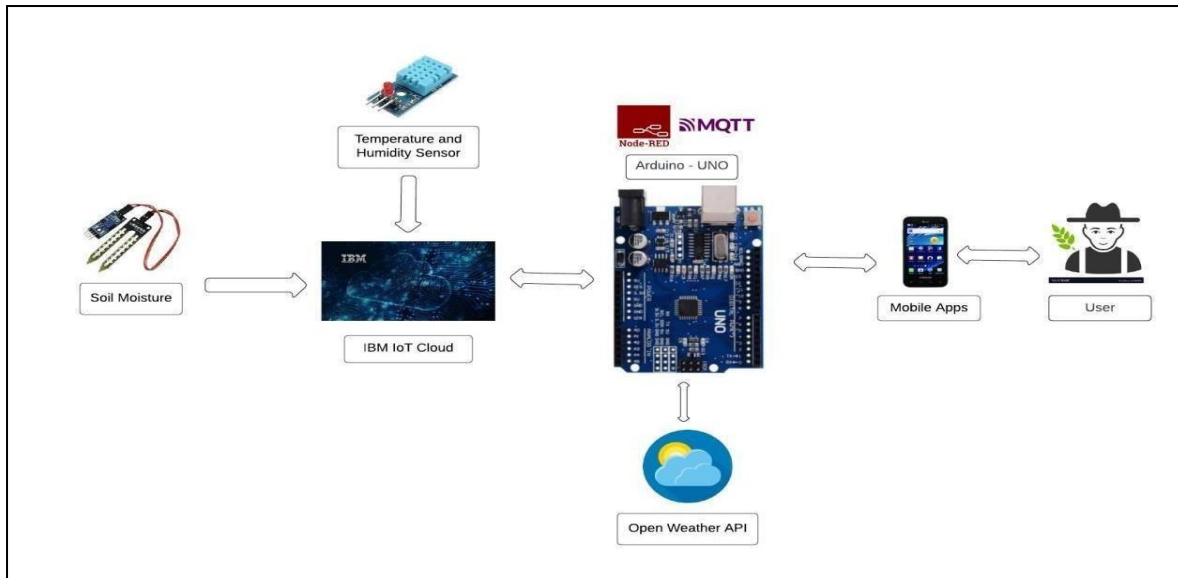 Temperature and
Humidity Sensor
Node-RED
MQTT
Arduino - UNO
IBM
Soil Moisture
IBM IoT Cloud
UNO
Mobile Apps
User
Open Weather API